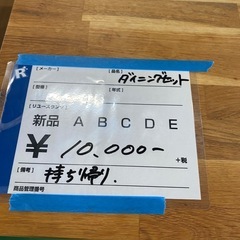 R
[メーカー] [品名] ダイニングセット
[型番] [年式]
[リユースランク]
新品 A B C D E
¥ 10,000- +税
[備考] 持ち帰り.
商品管理番号